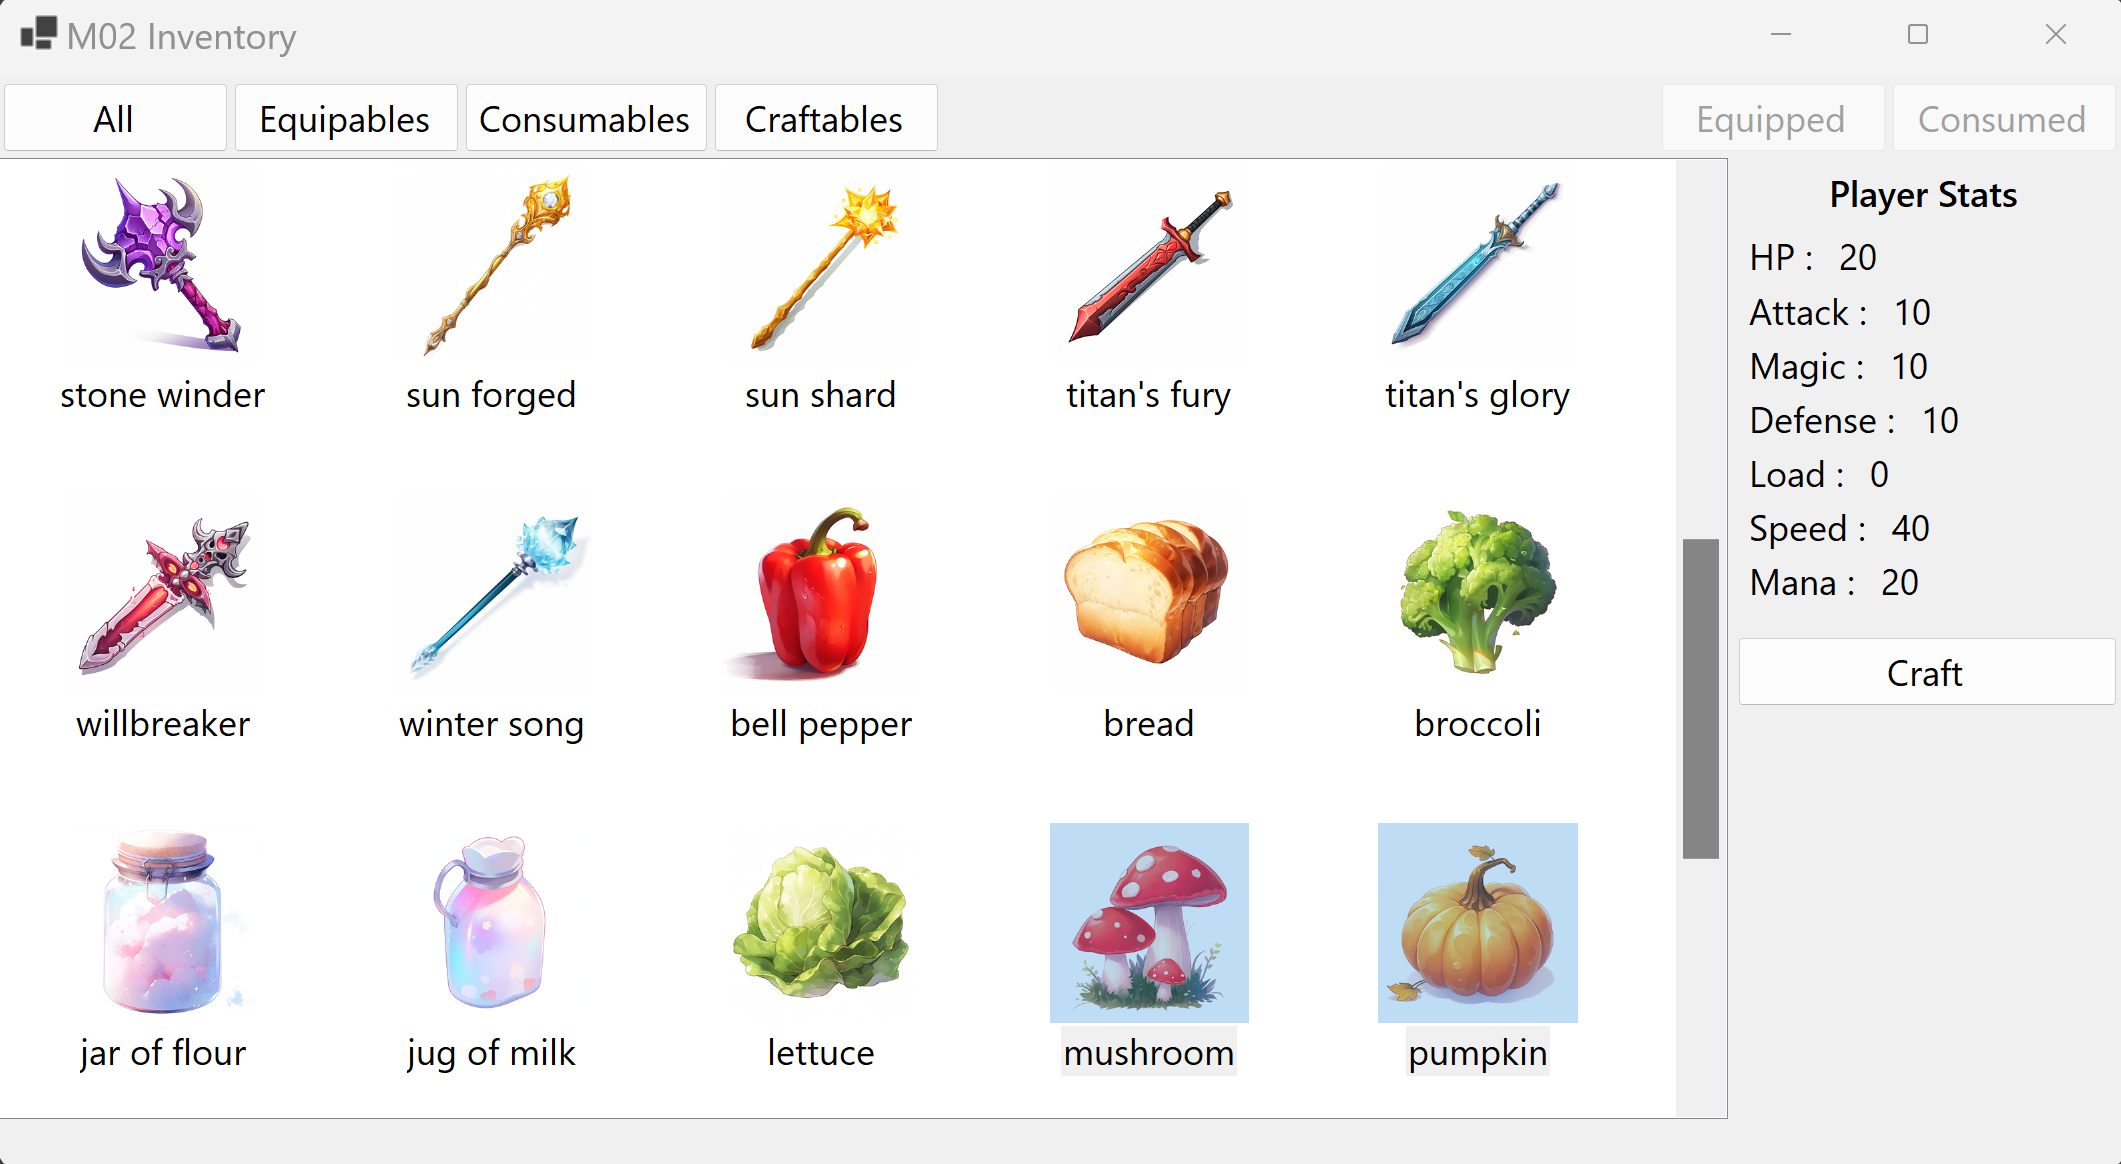 M02 Inventory
All Equipables Consumables Craftables Equipped Consumed
stone winder sun forged sun shard titan's fury titan's glory
willbreaker winter song bell pepper bread broccoli
jar of flour jug of milk lettuce mushroom pumpkin
Player Stats
HP : 20
Attack : 10
Magic : 10
Defense : 10
Load : 0
Speed : 40
Mana : 20
Craft